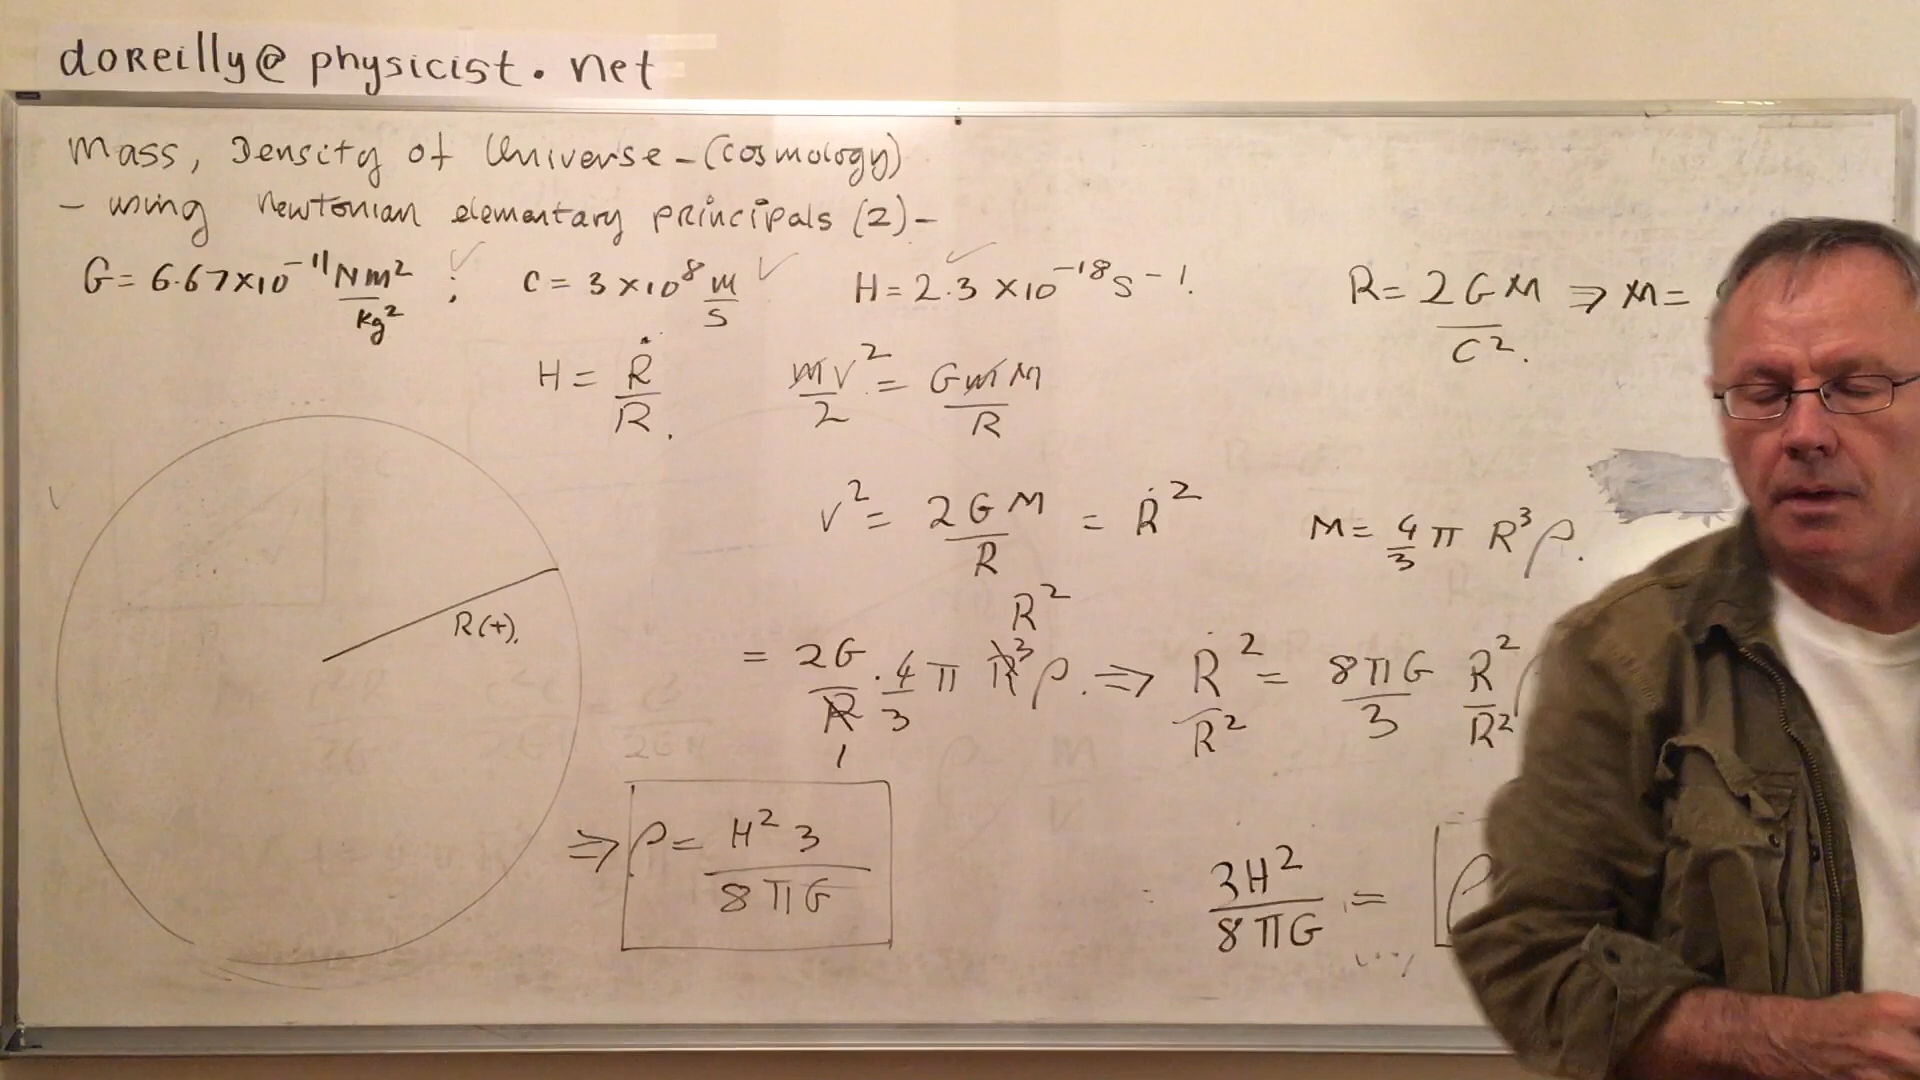 doreilly@physicist.net
Mass, Density of Universe - (cosmology)
- using Newtonian elementary principals (2) -
G = 6.67 × 10⁻¹¹ Nm²/kg² ; c = 3 × 10⁸ m/s H = 2.3 × 10⁻¹⁸ s⁻¹.
R = 2GM/c². ⇒ M =
H = Ṙ/R. mv²/2 = GmM/R
v² = 2GM/R = Ṙ² M = 4/3 π R³ρ.
R²
R(t).
= 2G/R · 4/3 π R³ρ. ⇒ Ṙ²/R² = 8πG/3 R²/R² ρ
1
⇒ ρ = H² 3/8πG
3H²/8πG = ρ